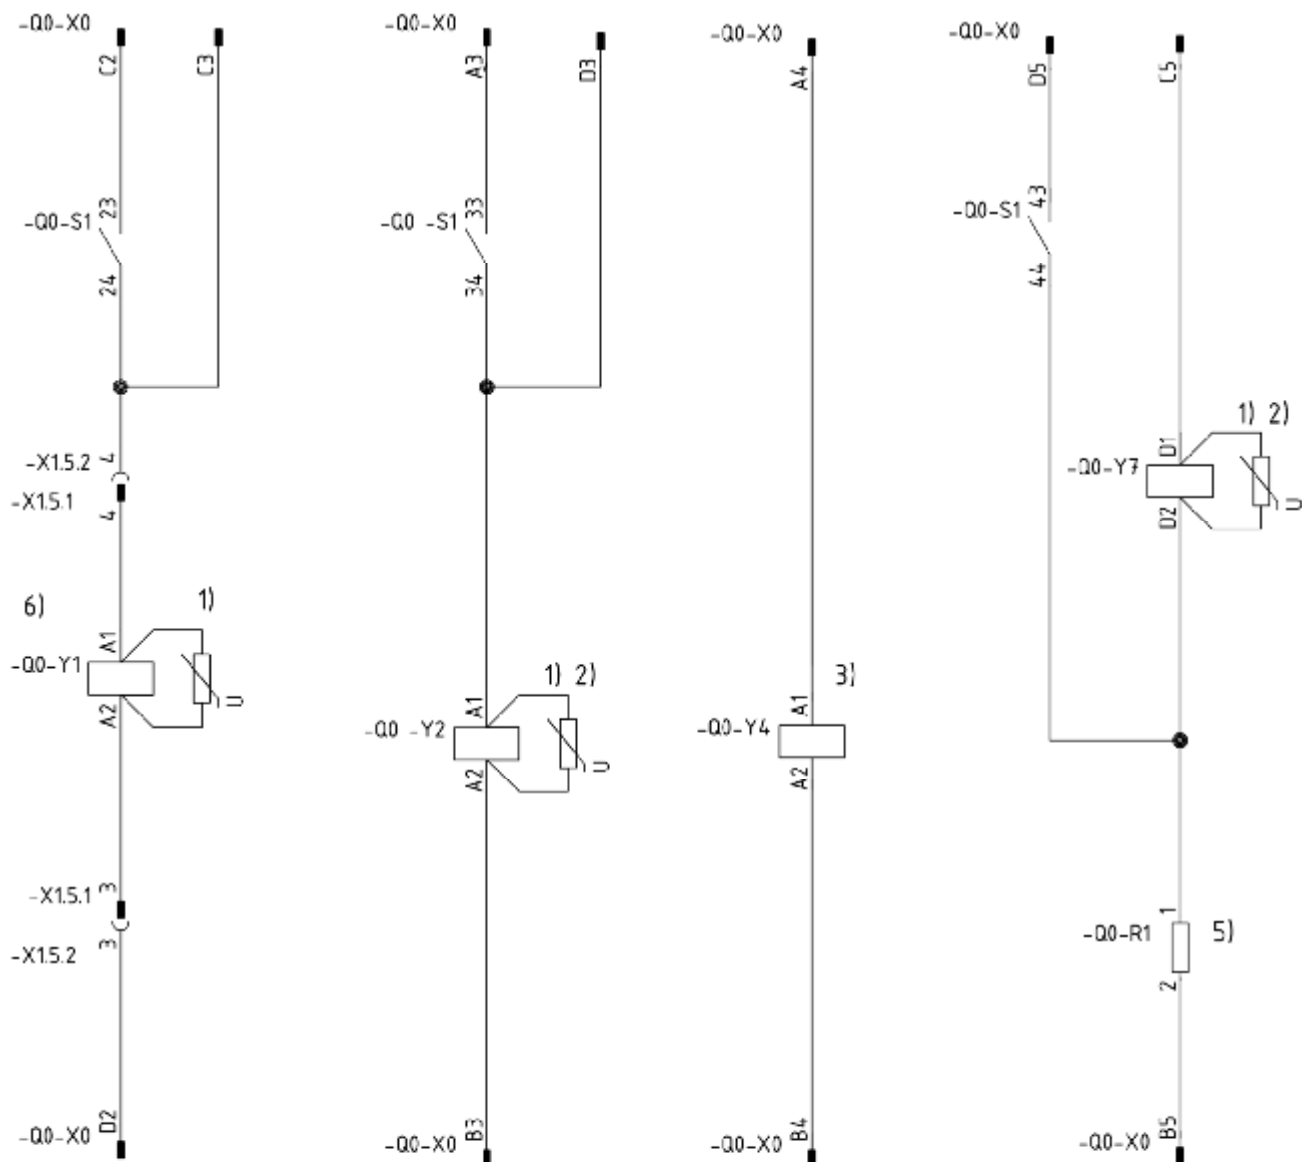 -Q0-X0
C2
C3
-Q0-S1
23
24
-X1.5.2
4
-X1.5.1
4
6)
1)
-Q0-Y1
A1
A2
U
-X1.5.1
3
-X1.5.2
3
-Q0-X0
D2
-Q0-X0
A3
D3
-Q0 -S1
33
34
1) 2)
-Q0 -Y2
A1
A2
U
-Q0-X0
B3
-Q0-X0
A4
3)
-Q0-Y4
A1
A2
-Q0-X0
B4
-Q0-X0
D5
C5
-Q0-S1
43
44
1) 2)
-Q0-Y7
D1
D2
U
-Q0-R1
1
2
5)
-Q0-X0
B5